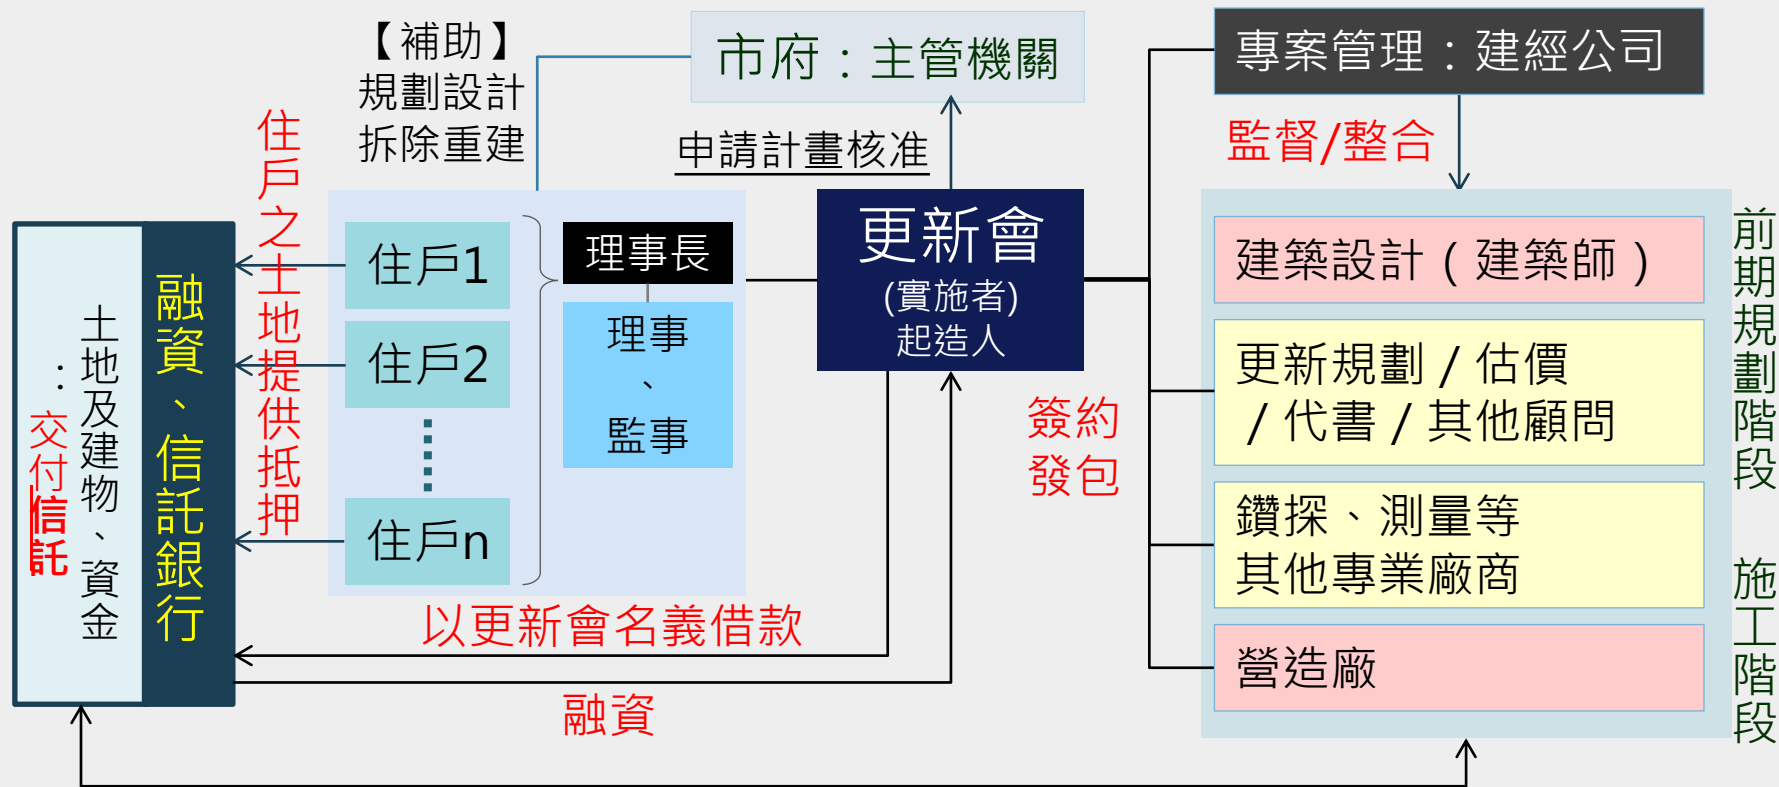 【補助】
規劃設計
拆除重建
市府：主管機關
專案管理：建經公司
申請計畫核准
監督/整合
住戶之土地提供抵押
土地及建物、資金
：交付信託
融資、信託銀行
住戶1
住戶2
住戶n
理事長
理事
、
監事
更新會
(實施者)
起造人
簽約
發包
建築設計（建築師）
更新規劃 / 估價
/ 代書 / 其他顧問
鑽探、測量等
其他專業廠商
營造廠
前期規劃階段
施工階段
以更新會名義借款
融資